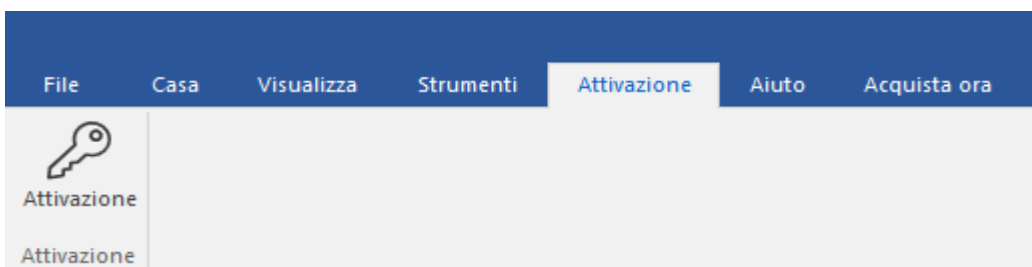 File Casa Visualizza Strumenti Attivazione Aiuto Acquista ora
Attivazione
Attivazione